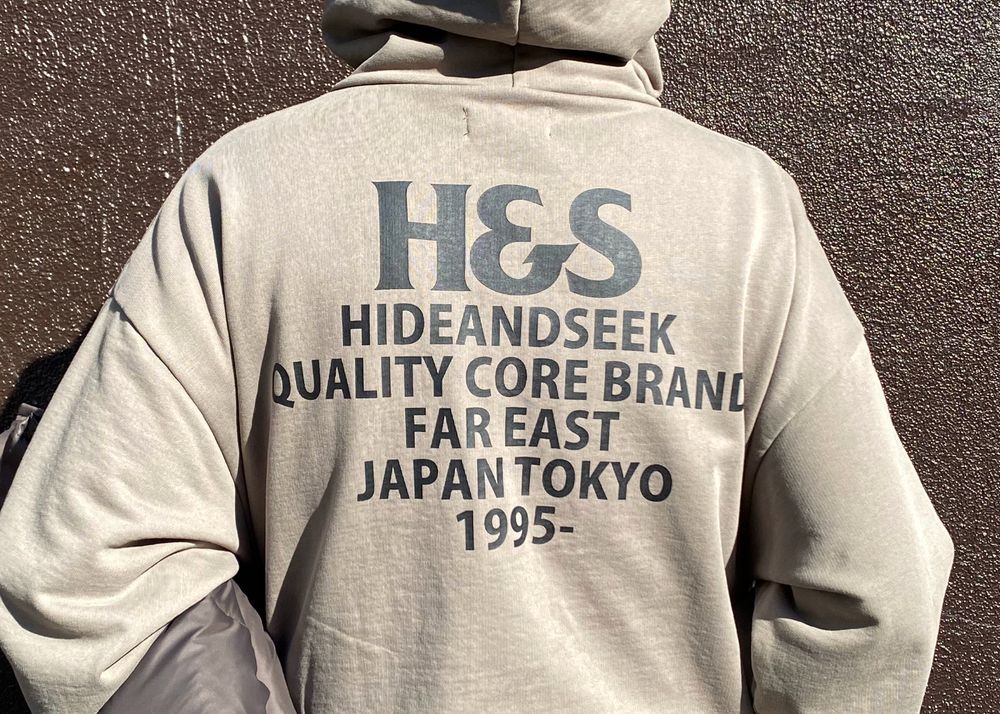 H&S
HIDEANDSEEK
QUALITY CORE BRAND
FAR EAST
JAPAN TOKYO
1995-